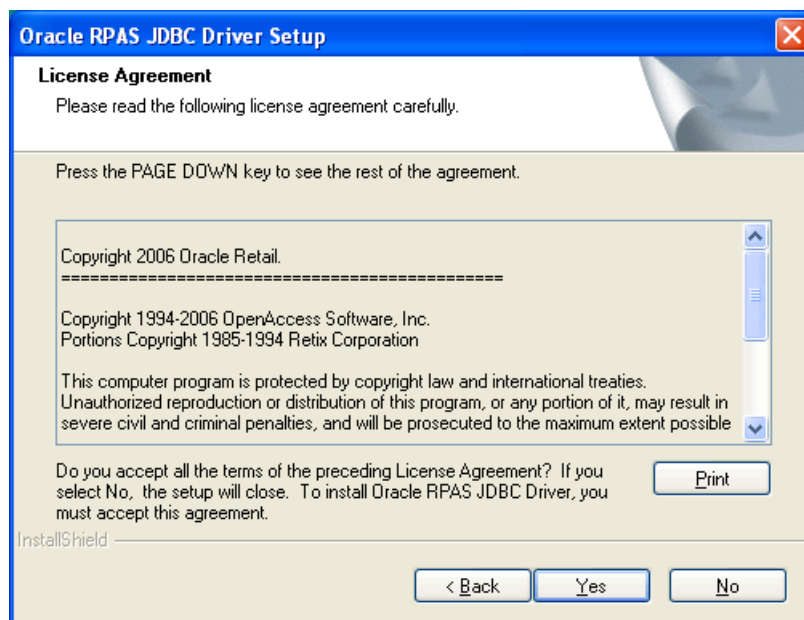 Oracle RPAS JDBC Driver Setup
License Agreement
Please read the following license agreement carefully.
Press the PAGE DOWN key to see the rest of the agreement.
Copyright 2006 Oracle Retail.
==============================================
Copyright 1994-2006 OpenAccess Software, Inc.
Portions Copyright 1985-1994 Retix Corporation
This computer program is protected by copyright law and international treaties.
Unauthorized reproduction or distribution of this program, or any portion of it, may result in
severe civil and criminal penalties, and will be prosecuted to the maximum extent possible
Do you accept all the terms of the preceding License Agreement? If you
select No, the setup will close. To install Oracle RPAS JDBC Driver, you
must accept this agreement.
Print
InstallShield
< Back Yes No